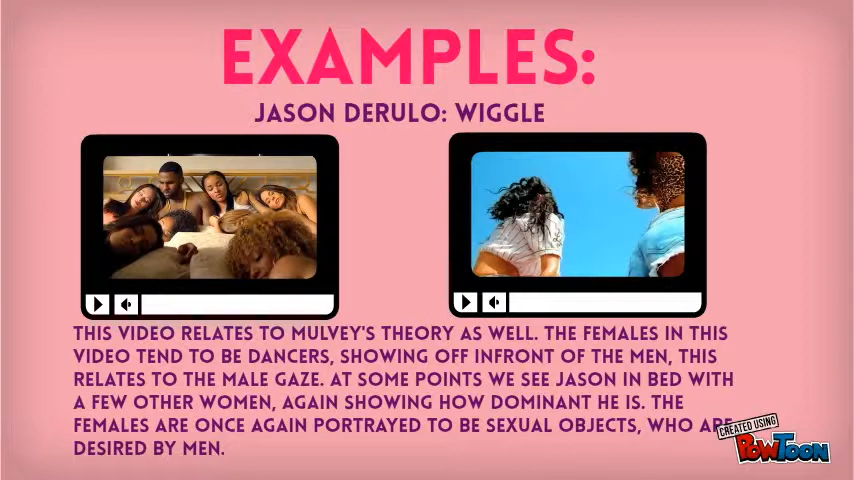 EXAMPLES:
JASON DERULO: WIGGLE
THIS VIDEO RELATES TO MULVEY'S THEORY AS WELL. THE FEMALES IN THIS
VIDEO TEND TO BE DANCERS, SHOWING OFF INFRONT OF THE MEN, THIS
RELATES TO THE MALE GAZE. AT SOME POINTS WE SEE JASON IN BED WITH
A FEW OTHER WOMEN, AGAIN SHOWING HOW DOMINANT HE IS. THE
FEMALES ARE ONCE AGAIN PORTRAYED TO BE SEXUAL OBJECTS, WHO ARE
DESIRED BY MEN.
CREATED USING
POWTOON